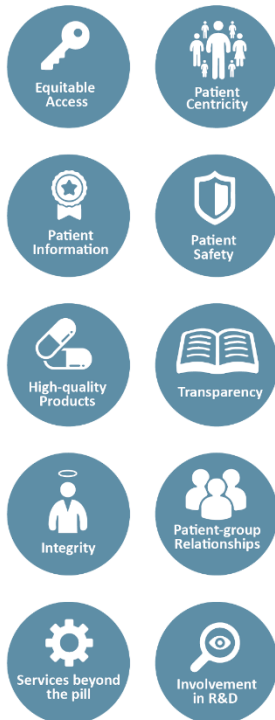 Equitable
Access
Patient
Centricity
Patient
Information
Patient
Safety
High-quality
Products
Transparency
Integrity
Patient-group
Relationships
Services beyond
the pill
Involvement
in R&D